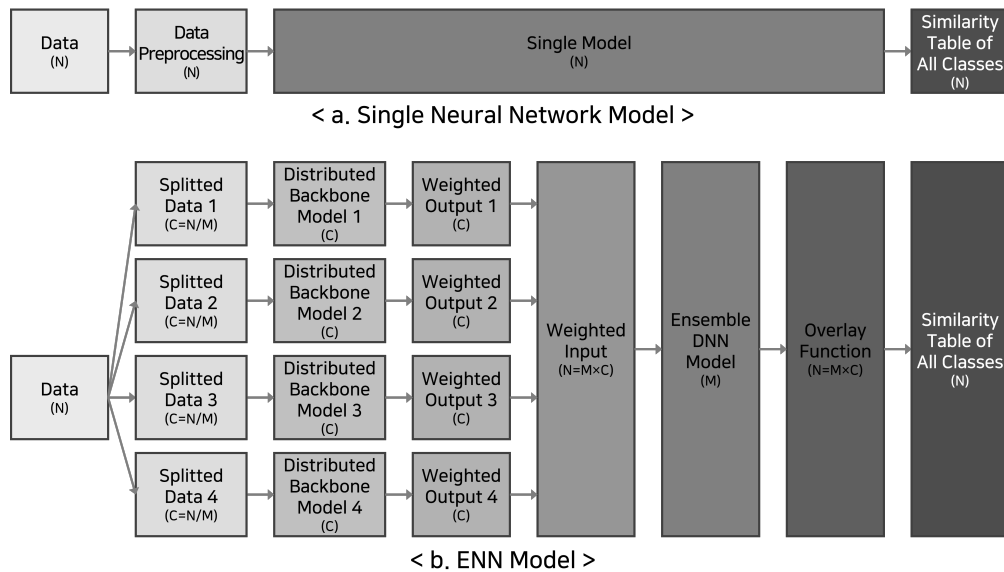 Data
(N)
Data
Preprocessing
(N)
Single Model
(N)
Similarity
Table of
All Classes
(N)
< a. Single Neural Network Model >
Data
(N)
Splitted
Data 1
(C=N/M)
Distributed
Backbone
Model 1
(C)
Weighted
Output 1
(C)
Splitted
Data 2
(C=N/M)
Distributed
Backbone
Model 2
(C)
Weighted
Output 2
(C)
Splitted
Data 3
(C=N/M)
Distributed
Backbone
Model 3
(C)
Weighted
Output 3
(C)
Splitted
Data 4
(C=N/M)
Distributed
Backbone
Model 4
(C)
Weighted
Output 4
(C)
Weighted
Input
(N=M×C)
Ensemble
DNN
Model
(M)
Overlay
Function
(N=M×C)
Similarity
Table of
All Classes
(N)
< b. ENN Model >